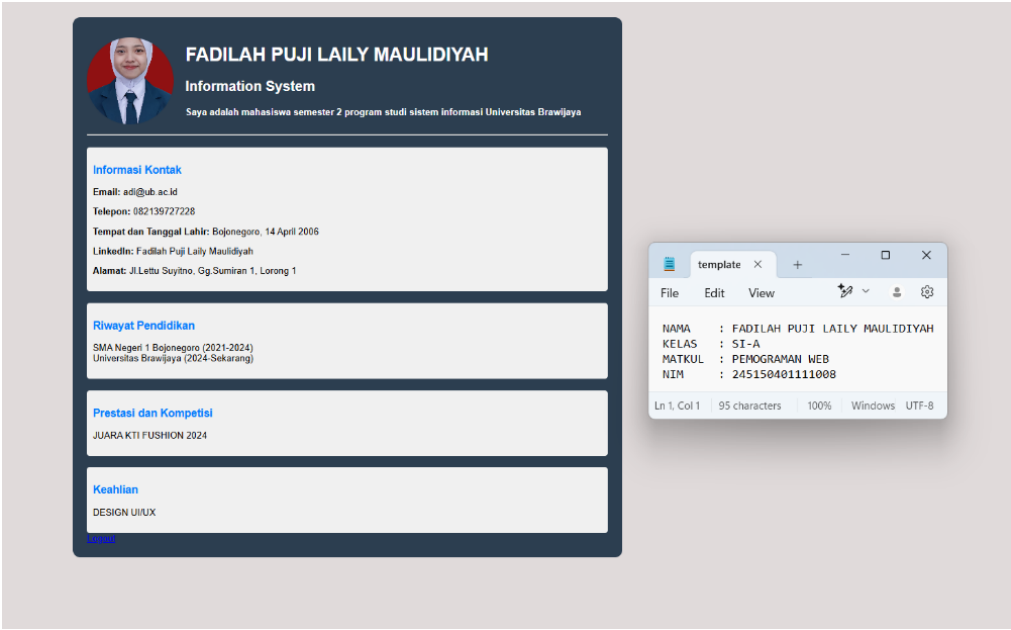 FADILAH PUJI LAILY MAULIDIYAH
Information System
Saya adalah mahasiswa semester 2 program studi sistem informasi Universitas Brawijaya
Informasi Kontak
Email: adi@ub.ac.id
Telepon: 082139727228
Tempat dan Tanggal Lahir: Bojonegoro, 14 April 2006
LinkedIn: Fadilah Puji Laily Maulidiyah
Alamat: Jl.Lettu Suyitno, Gg.Sumiran 1, Lorong 1
Riwayat Pendidikan
SMA Negeri 1 Bojonegoro (2021-2024)
Universitas Brawijaya (2024-Sekarang)
Prestasi dan Kompetisi
JUARA KTI FUSHION 2024
Keahlian
DESIGN UI/UX
Logout
template
File Edit View
NAMA : FADILAH PUJI LAILY MAULIDIYAH
KELAS : SI-A
MATKUL : PEMOGRAMAN WEB
NIM : 245150401111008
Ln 1, Col 1 95 characters 100% Windows UTF-8